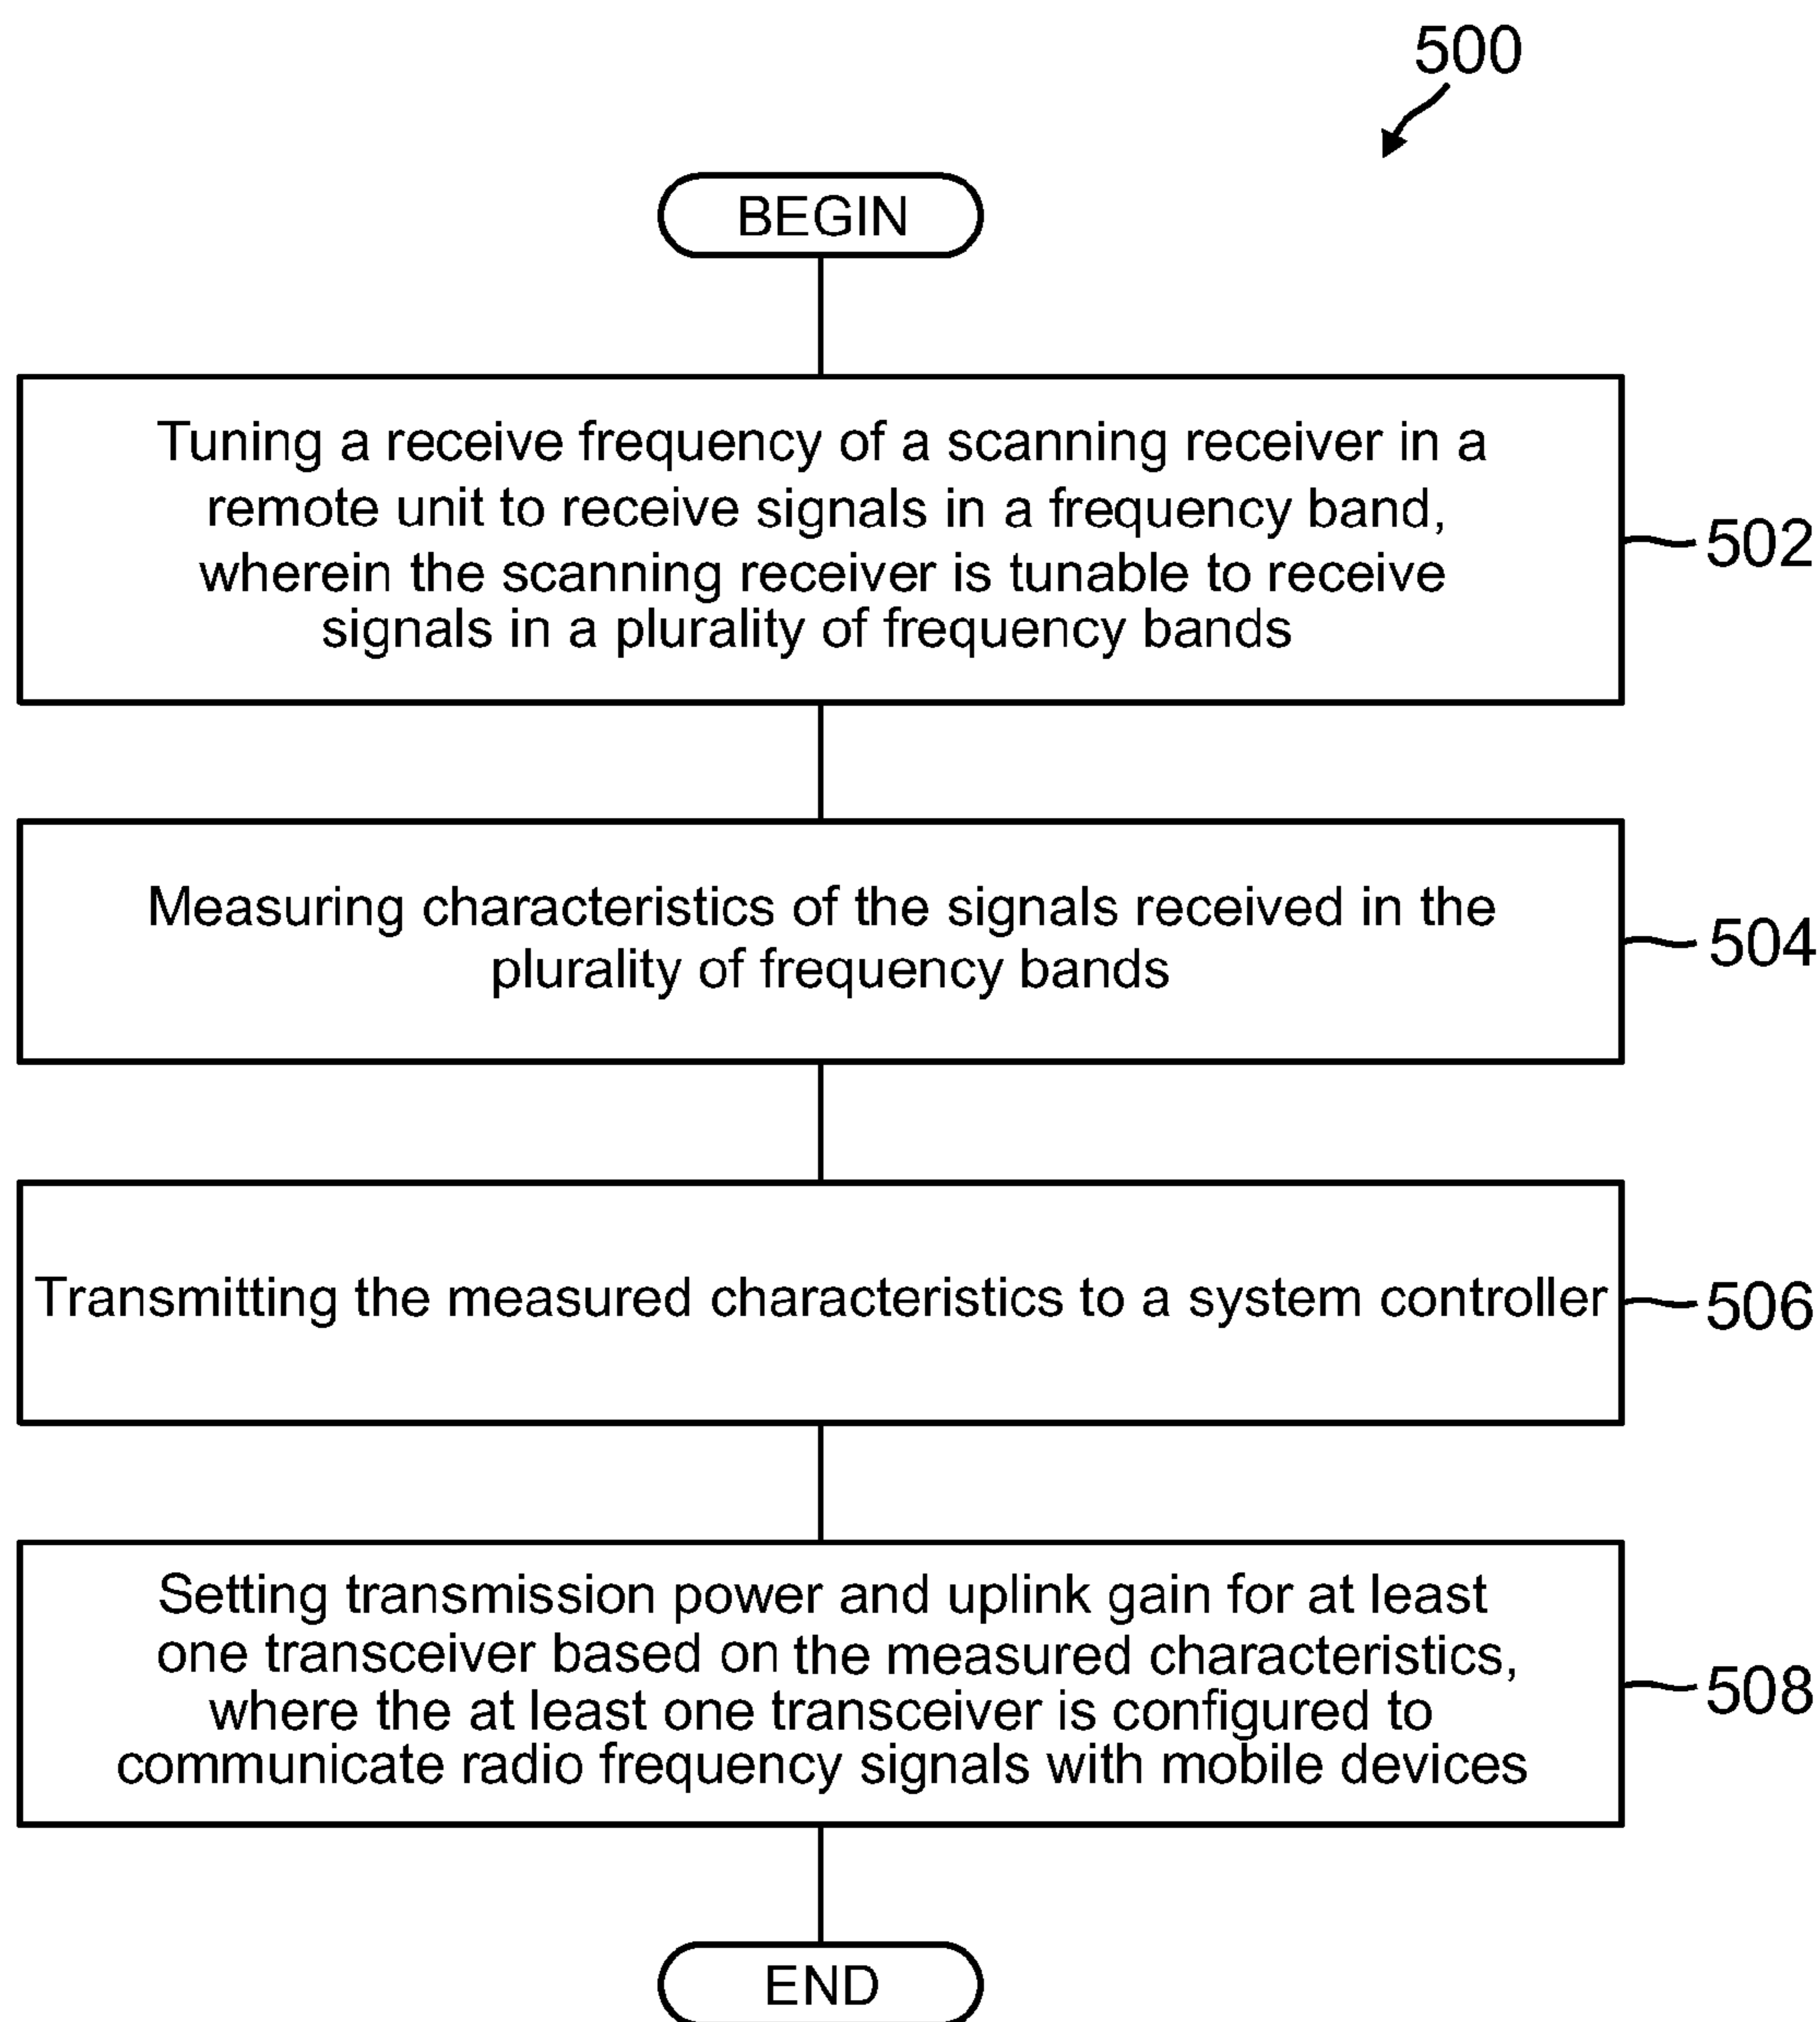 500
BEGIN
Tuning a receive frequency of a scanning receiver in a
remote unit to receive signals in a frequency band,
wherein the scanning receiver is tunable to receive
signals in a plurality of frequency bands
502
Measuring characteristics of the signals received in the
plurality of frequency bands
504
Transmitting the measured characteristics to a system controller
506
Setting transmission power and uplink gain for at least
one transceiver based on the measured characteristics,
where the at least one transceiver is configured to
communicate radio frequency signals with mobile devices
508
END